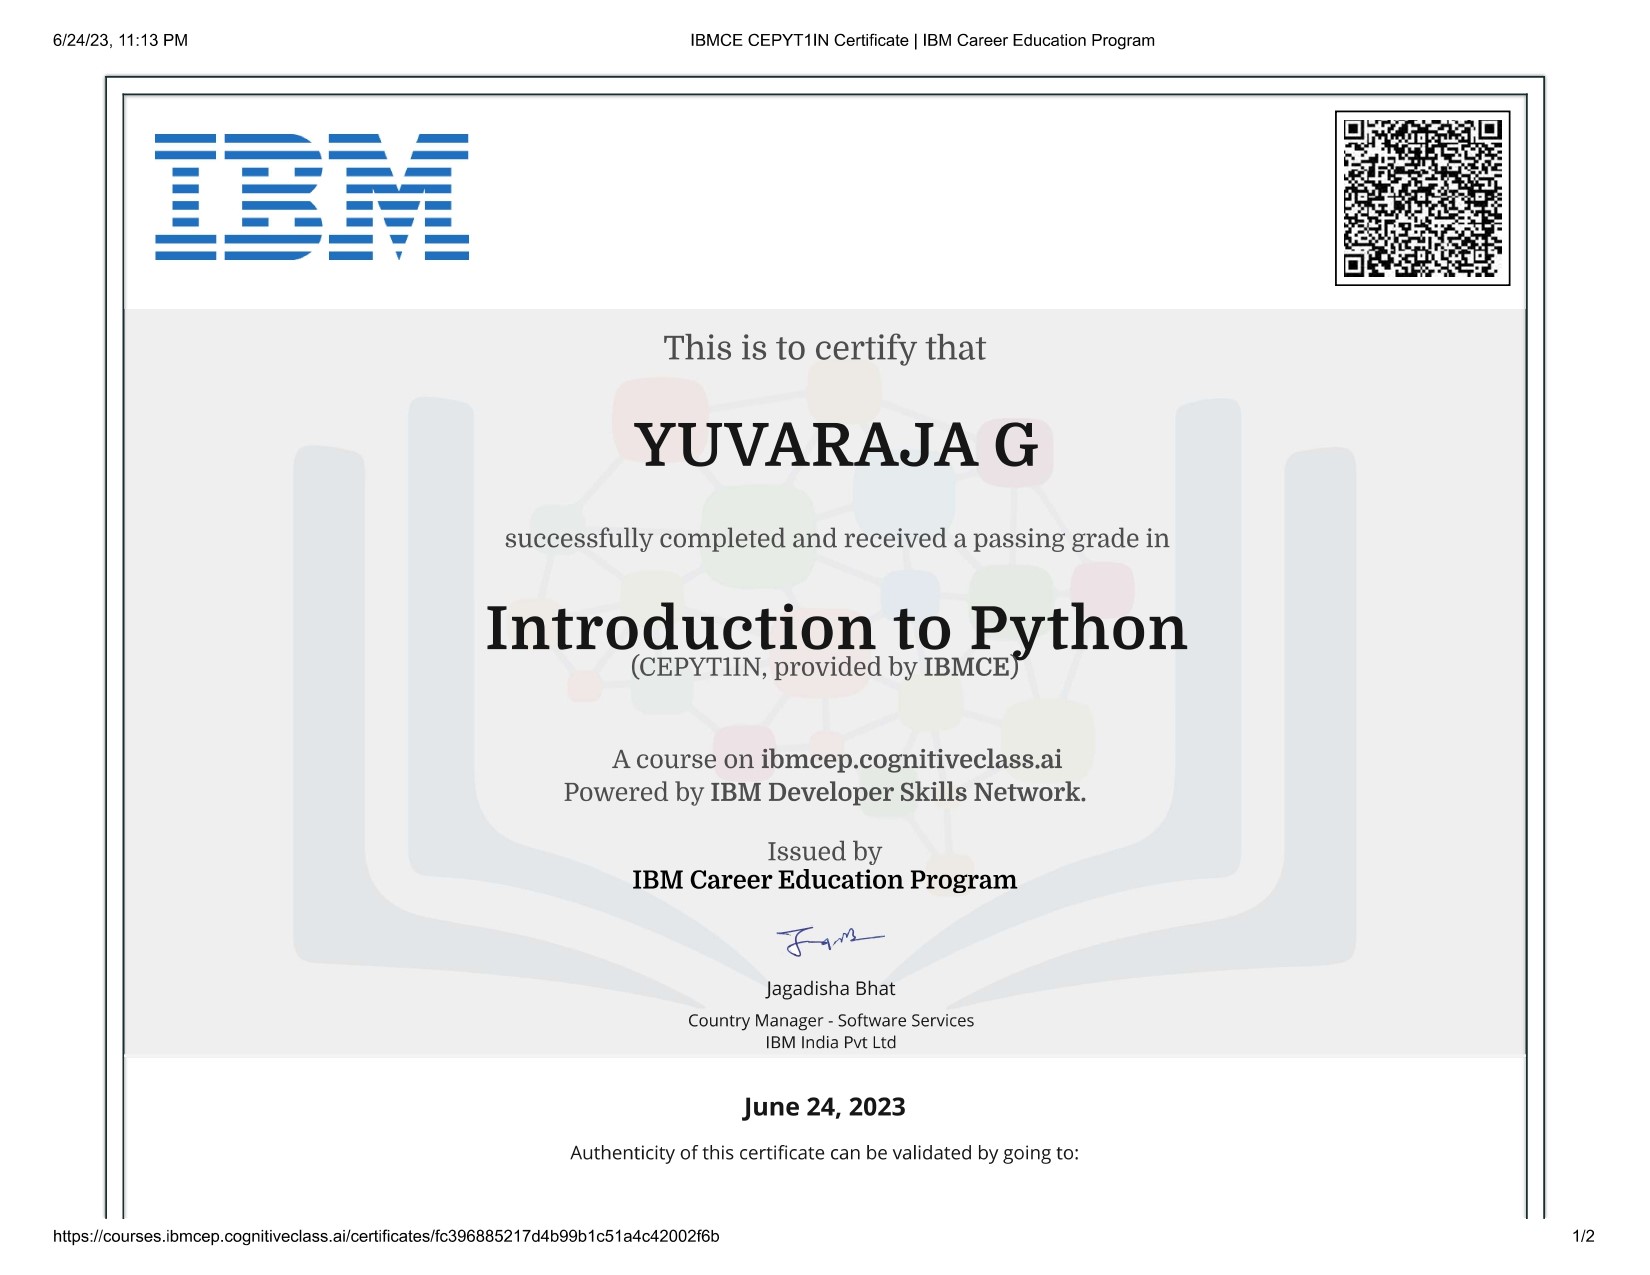 6/24/23, 11:13 PM
IBMCE CEPYT1IN Certificate | IBM Career Education Program
IBM
This is to certify that
YUVARAJA G
successfully completed and received a passing grade in
Introduction to Python
(CEPYT1IN, provided by IBMCE)
A course on ibmcep.cognitiveclass.ai
Powered by IBM Developer Skills Network.
Issued by
IBM Career Education Program
Jagadisha Bhat
Country Manager - Software Services
IBM India Pvt Ltd
June 24, 2023
Authenticity of this certificate can be validated by going to:
https://courses.ibmcep.cognitiveclass.ai/certificates/fc396885217d4b99b1c51a4c42002f6b
1/2